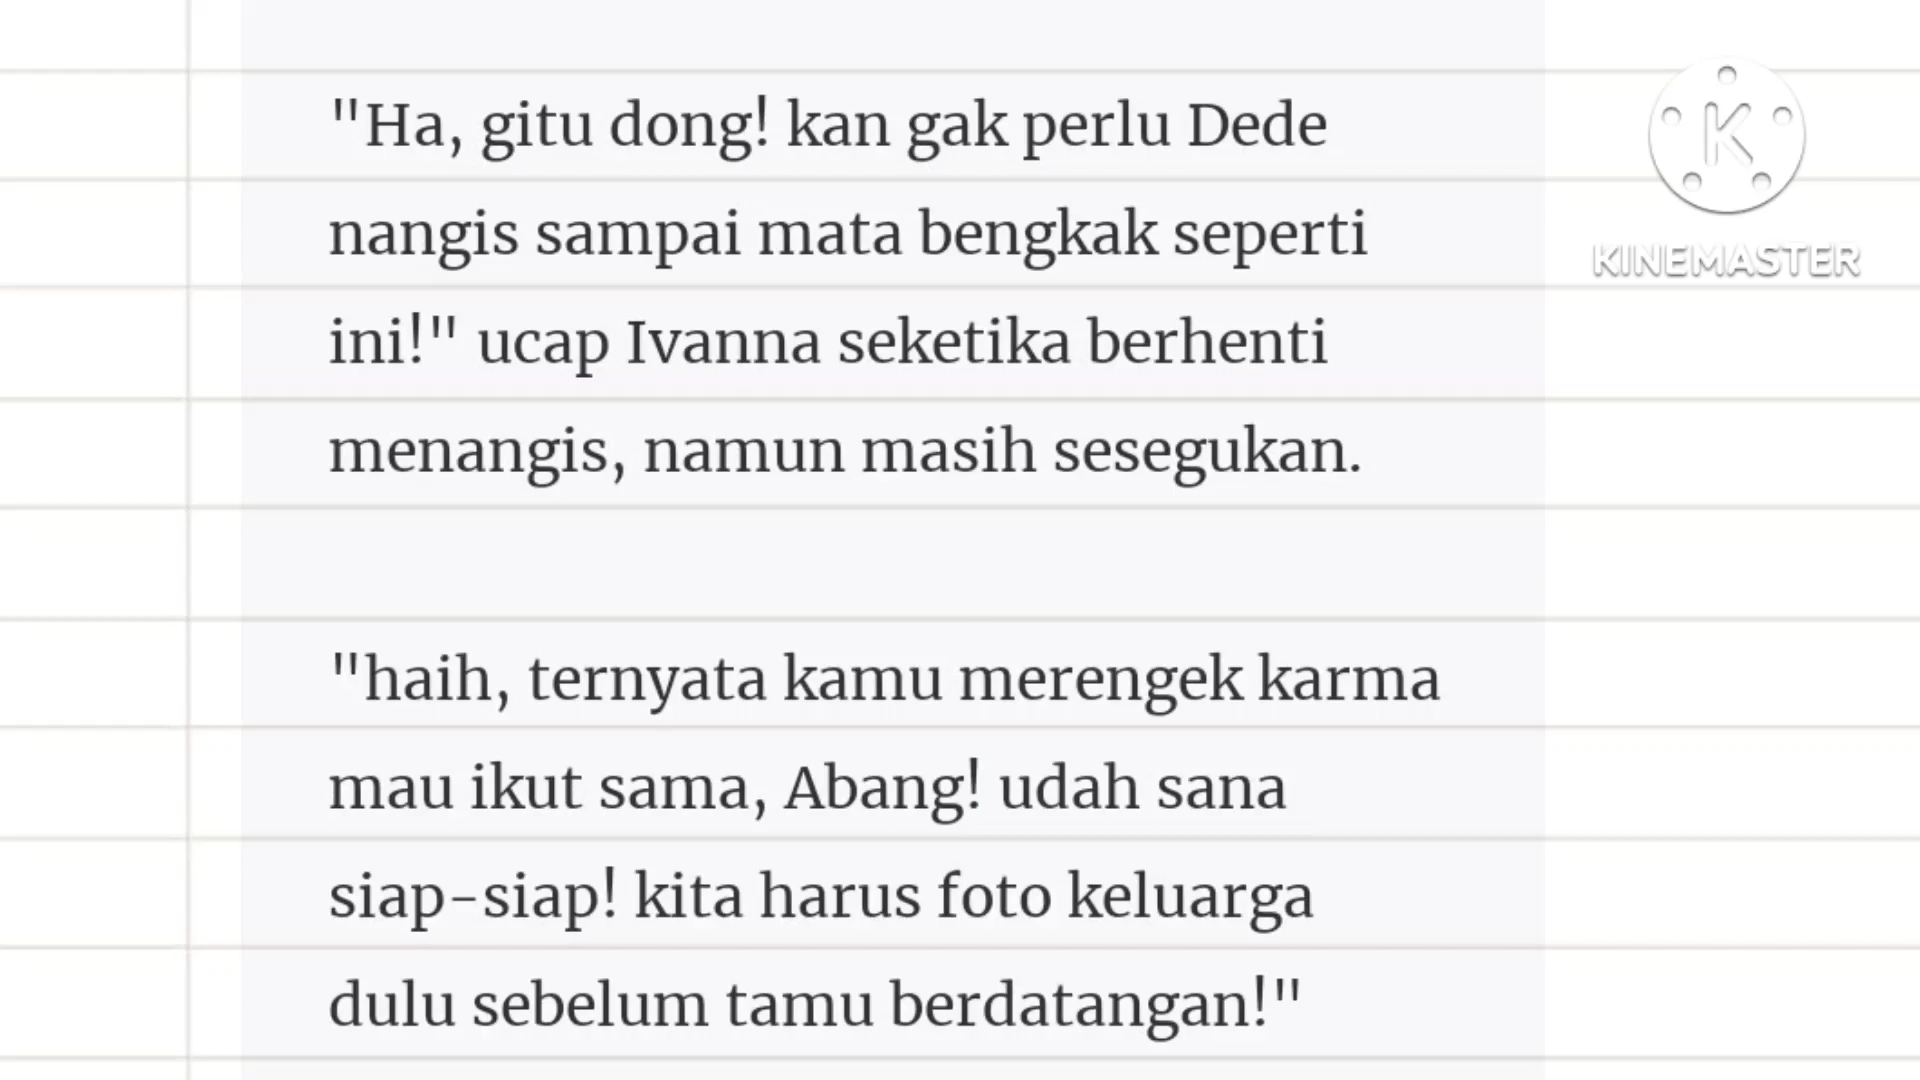 "Ha, gitu dong! kan gak perlu Dede
nangis sampai mata bengkak seperti
ini!" ucap Ivanna seketika berhenti
menangis, namun masih sesegukan.
"haih, ternyata kamu merengek karma
mau ikut sama, Abang! udah sana
siap-siap! kita harus foto keluarga
dulu sebelum tamu berdatangan!"
K
KINEMASTER